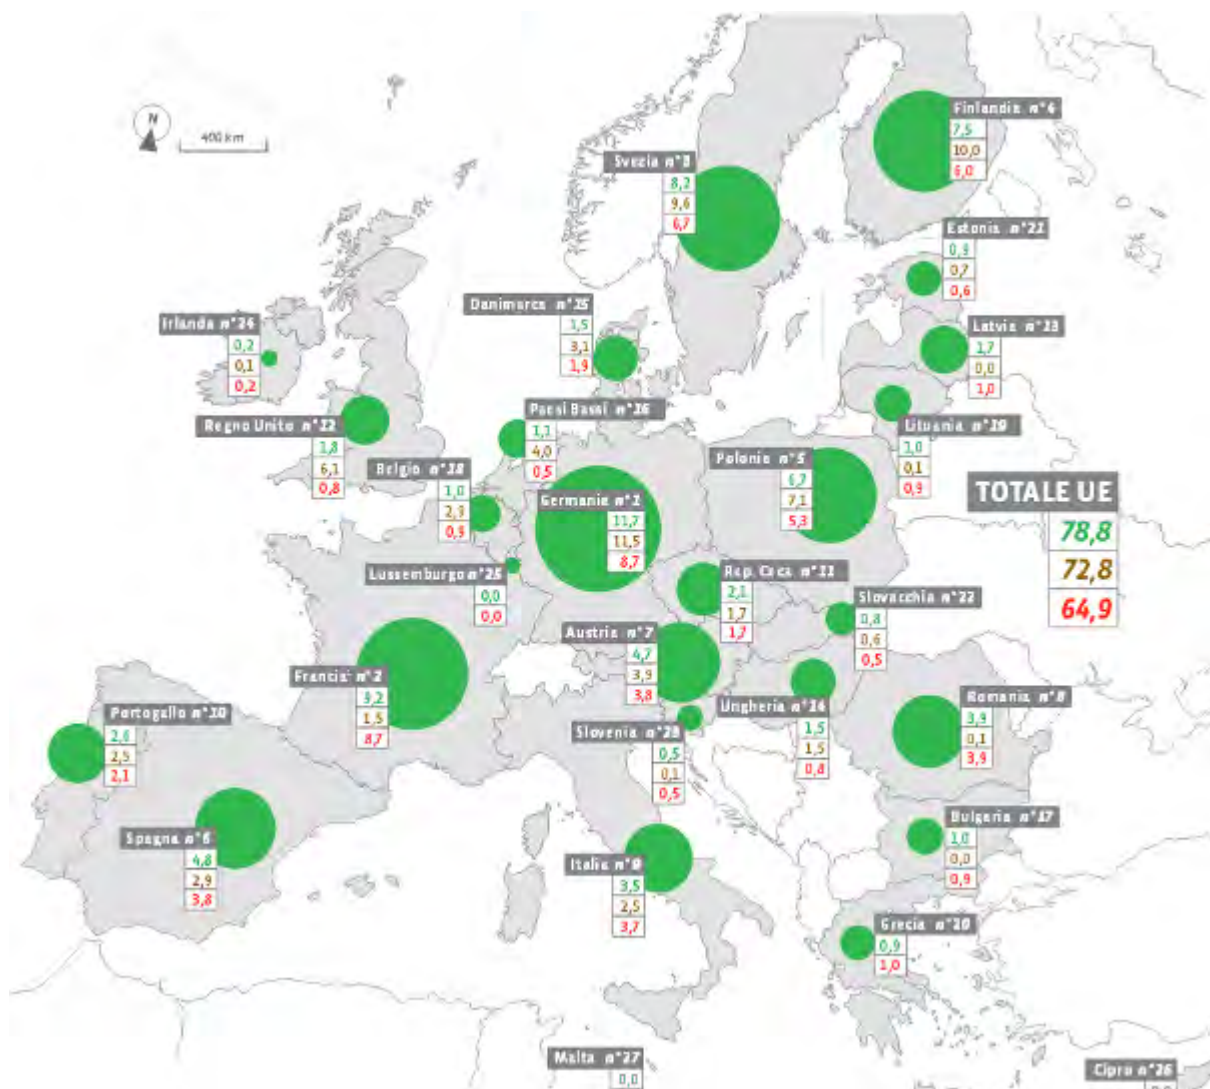 N
400 km
Finlandia n°4
7,5
10,0
6,0
Svezia n°3
8,2
9,6
6,7
Estonia n°21
0,9
0,7
0,6
Danimarca n°15
1,5
3,1
1,9
Irlanda n°24
0,2
0,1
0,2
Latvia n°13
1,7
0,0
1,0
Paesi Bassi n°16
1,1
4,0
0,5
Regno Unito n°12
1,8
6,1
0,8
Lituania n°19
1,0
0,1
0,9
Belgio n°18
1,0
2,9
0,9
Polonia n°5
6,7
7,1
5,3
Germania n°1
11,7
11,5
8,7
TOTALE UE
78,8
72,8
64,9
Lussemburgo n°25
0,0
0,0
Rep. Ceca n°11
2,1
1,7
1,7
Slovacchia n°22
0,8
0,6
0,5
Austria n°7
4,7
3,9
3,8
Francis n°2
9,2
1,5
8,7
Portogallo n°10
2,6
2,5
2,1
Ungheria n°14
1,5
1,5
0,8
Romania n°8
3,9
0,1
3,9
Slovenia n°23
0,5
0,1
0,5
Spagna n°6
4,8
2,9
3,8
Italia n°9
3,5
2,5
3,7
Bulgaria n°17
1,0
0,0
0,9
Grecia n°20
0,9
1,0
Malta n°27
0,0
Cipro n°26